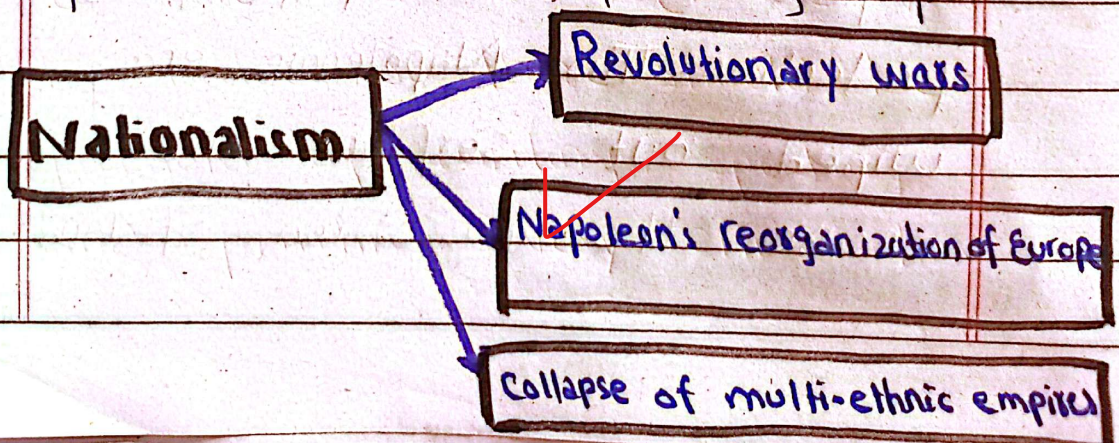 Revolutionary wars
Nationalism
Napoleon's reorganization of Europe
Collapse of multi-ethnic empires